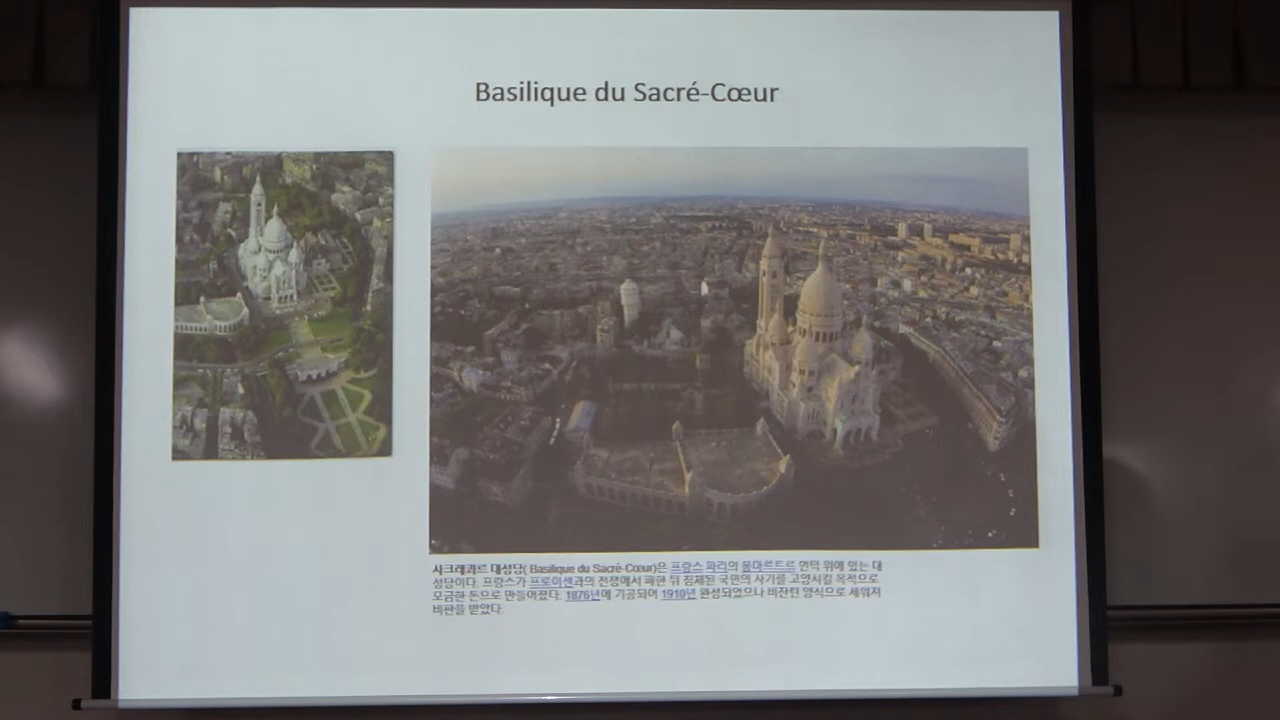 Basilique du Sacré-Cœur
사크레쾨르 대성당( Basilique du Sacré-Cœur)은 프랑스 파리의 몽마르트르 언덕 위에 있는 대
성당이다. 프랑스가 프로이센과의 전쟁에서 패한 뒤 침체된 국민의 사기를 고양시킬 목적으로
모금한 돈으로 만들어졌다. 1876년에 기공되어 1910년 완성되었으나 비잔틴 양식으로 세워져
비판을 받았다.